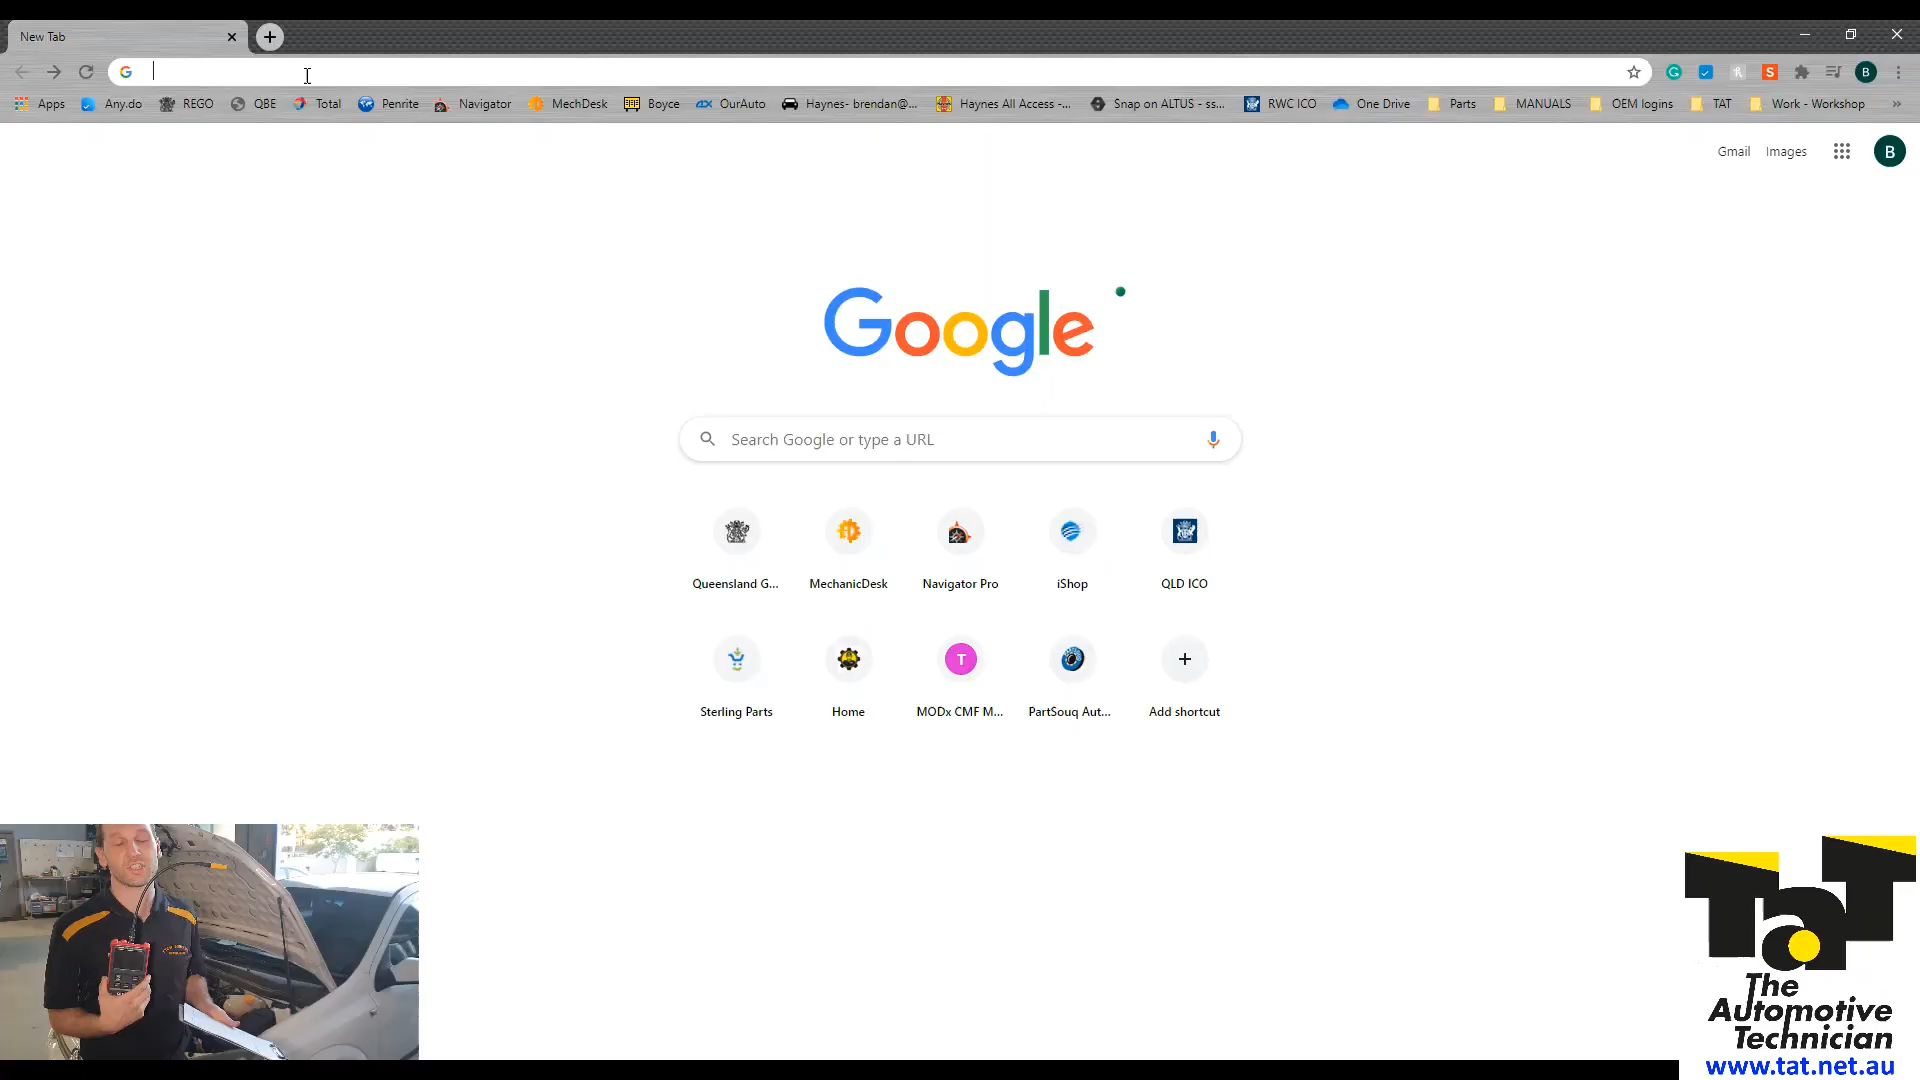 New Tab
Apps Any.do REGO QBE Total Penrite Navigator MechDesk Boyce OurAuto Haynes- brendan@... Haynes All Access -... Snap on ALTUS - ss... RWC ICO One Drive Parts MANUALS OEM logins TAT Work - Workshop
B
Gmail Images
B
Google
Search Google or type a URL
Queensland G... MechanicDesk Navigator Pro iShop QLD ICO
T
Sterling Parts Home MODx CMF M... PartSouq Aut... Add shortcut
TaT
The
Automotive
Technician
www.tat.net.au